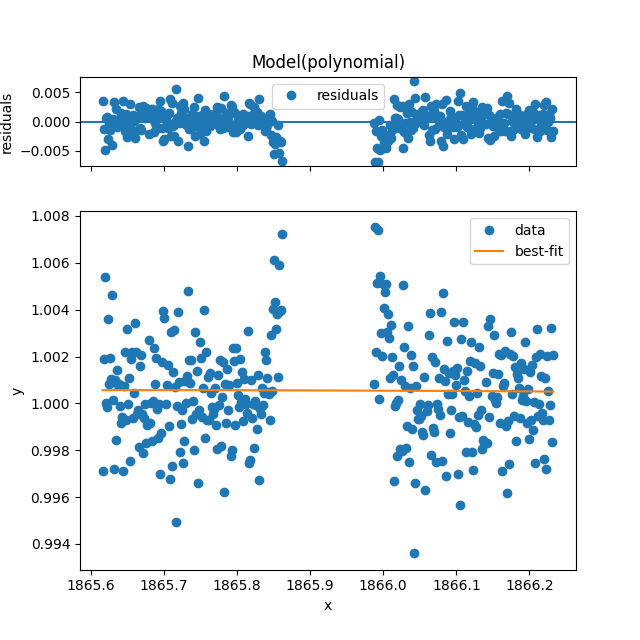 Model(polynomial)
residuals
0.005
0.000
−0.005
residuals
1.008
1.006
1.004
1.002
1.000
0.998
0.996
0.994
y
data
best-fit
1865.6 1865.7 1865.8 1865.9 1866.0 1866.1 1866.2
x